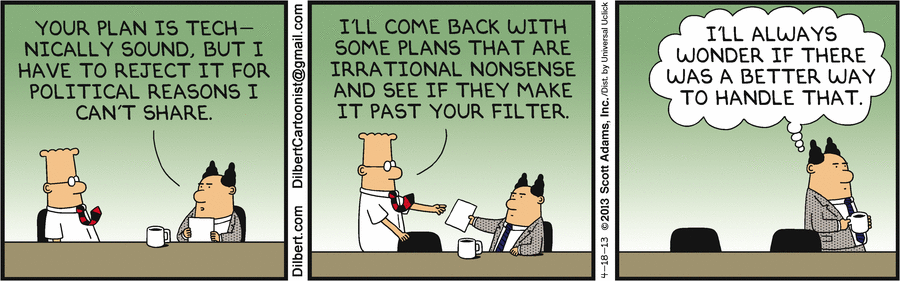 YOUR PLAN IS TECH-
NICALLY SOUND, BUT I
HAVE TO REJECT IT FOR
POLITICAL REASONS I
CAN'T SHARE.
Dilbert.com DilbertCartoonist@gmail.com
I'LL COME BACK WITH
SOME PLANS THAT ARE
IRRATIONAL NONSENSE
AND SEE IF THEY MAKE
IT PAST YOUR FILTER.
4-18-13 © 2013 Scott Adams, Inc. /Dist. by Universal Uclick
I'LL ALWAYS
WONDER IF THERE
WAS A BETTER WAY
TO HANDLE THAT.